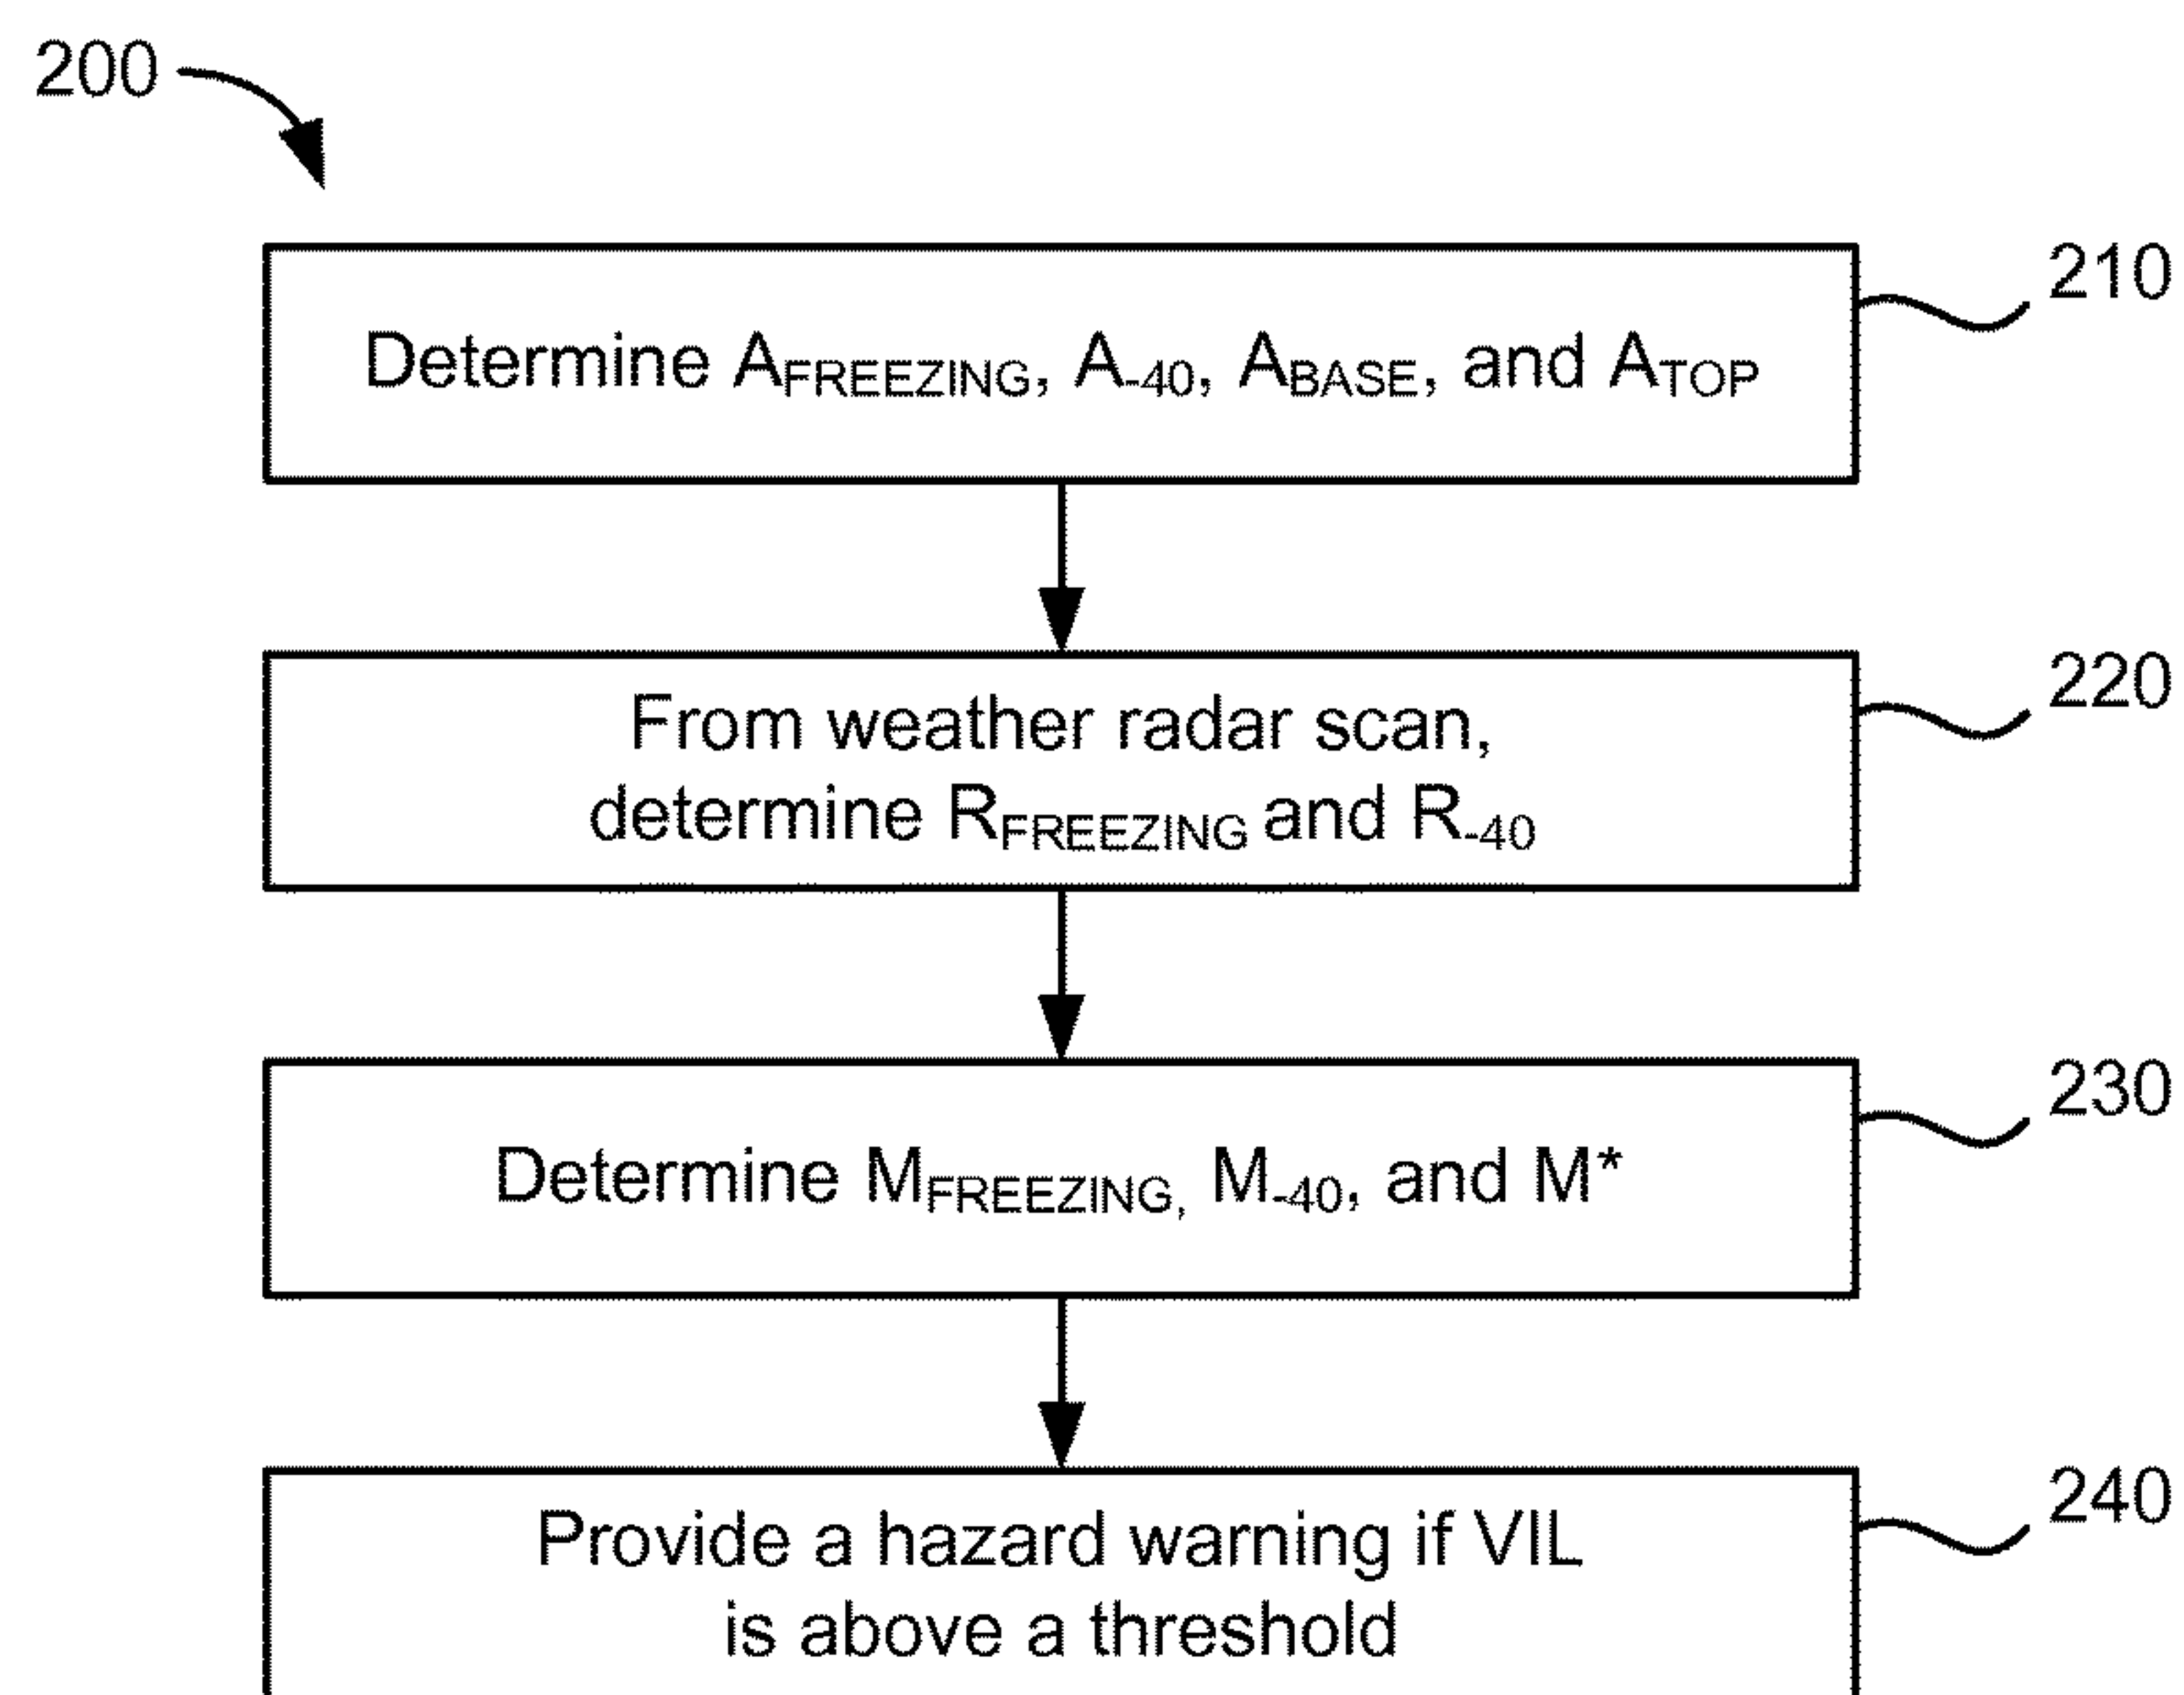 200
210
Determine AFREEZING, A-40, ABASE, and ATOP
220
From weather radar scan,
determine RFREEZING and R-40
230
Determine MFREEZING, M-40, and M*
240
Provide a hazard warning if VIL
is above a threshold